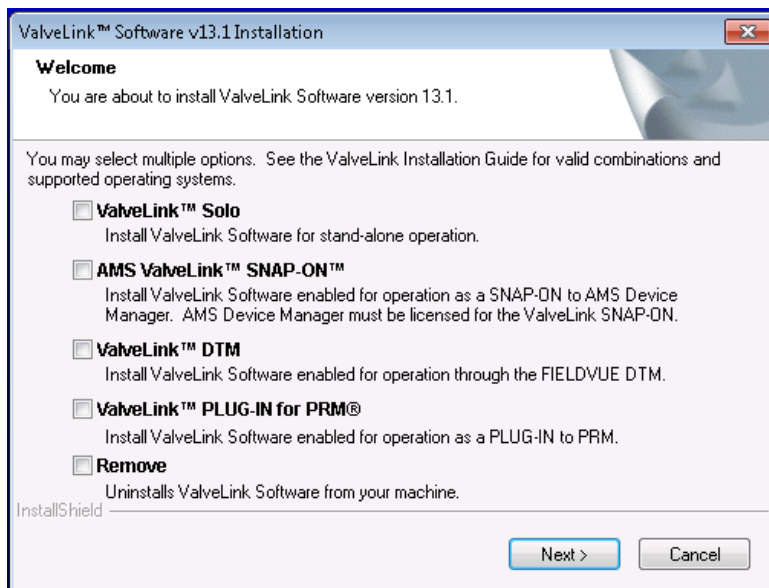 ValveLink™ Software v13.1 Installation
Welcome
You are about to install ValveLink Software version 13.1.
You may select multiple options.  See the ValveLink Installation Guide for valid combinations and
supported operating systems.
ValveLink™ Solo
Install ValveLink Software for stand-alone operation.
AMS ValveLink™ SNAP-ON™
Install ValveLink Software enabled for operation as a SNAP-ON to AMS Device
Manager.  AMS Device Manager must be licensed for the ValveLink SNAP-ON.
ValveLink™ DTM
Install ValveLink Software enabled for operation through the FIELDVUE DTM.
ValveLink™ PLUG-IN for PRM®
Install ValveLink Software enabled for operation as a PLUG-IN to PRM.
Remove
Uninstalls ValveLink Software from your machine.
InstallShield
Next >
Cancel